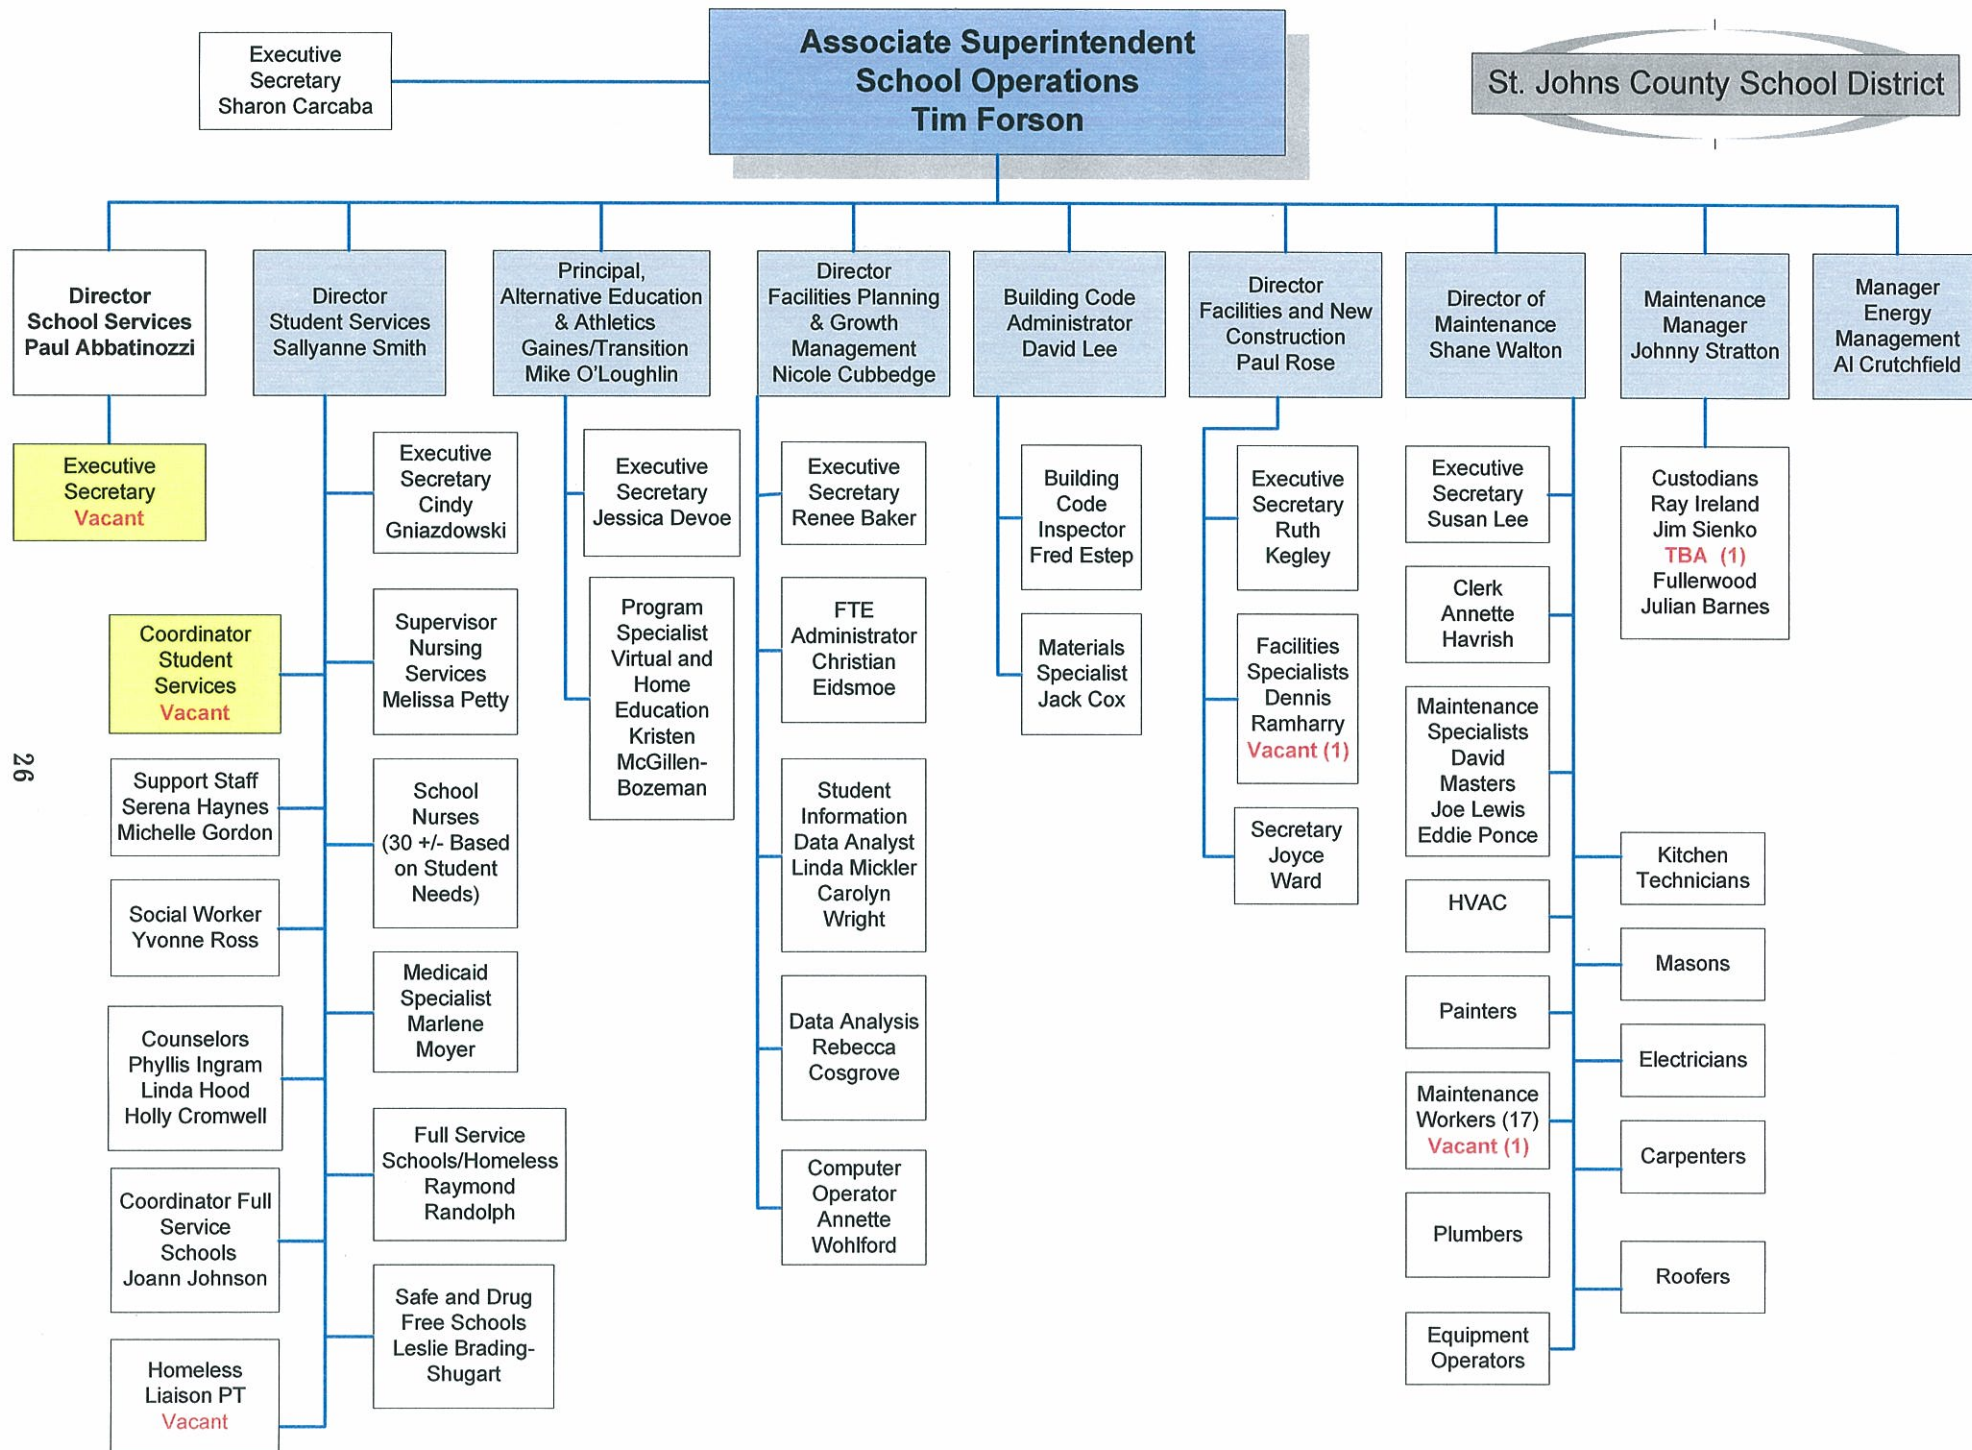 Associate Superintendent
School Operations
Tim Forson
Executive
Secretary
Sharon Carcaba
St. Johns County School District
Director
School Services
Paul Abbatinozzi
Director
Student Services
Sallyanne Smith
Principal,
Alternative Education
& Athletics
Gaines/Transition
Mike O'Loughlin
Director
Facilities Planning
& Growth
Management
Nicole Cubbedge
Building Code
Administrator
David Lee
Director
Facilities and New
Construction
Paul Rose
Director of
Maintenance
Shane Walton
Maintenance
Manager
Johnny Stratton
Manager
Energy
Management
Al Crutchfield
Executive
Secretary
Vacant
Coordinator
Student
Services
Vacant
Support Staff
Serena Haynes
Michelle Gordon
Social Worker
Yvonne Ross
Counselors
Phyllis Ingram
Linda Hood
Holly Cromwell
Coordinator Full
Service
Schools
Joann Johnson
Homeless
Liaison PT
Vacant
Executive
Secretary
Cindy
Gniazdowski
Supervisor
Nursing
Services
Melissa Petty
School
Nurses
(30 +/- Based
on Student
Needs)
Medicaid
Specialist
Marlene
Moyer
Full Service
Schools/Homeless
Raymond
Randolph
Safe and Drug
Free Schools
Leslie Brading-
Shugart
Executive
Secretary
Jessica Devoe
Program
Specialist
Virtual and
Home
Education
Kristen
McGillen-
Bozeman
Executive
Secretary
Renee Baker
FTE
Administrator
Christian
Eidsmoe
Student
Information
Data Analyst
Linda Mickler
Carolyn
Wright
Data Analysis
Rebecca
Cosgrove
Computer
Operator
Annette
Wohlford
Building
Code
Inspector
Fred Estep
Materials
Specialist
Jack Cox
Executive
Secretary
Ruth
Kegley
Facilities
Specialists
Dennis
Ramharry
Vacant (1)
Secretary
Joyce
Ward
Executive
Secretary
Susan Lee
Clerk
Annette
Havrish
Maintenance
Specialists
David
Masters
Joe Lewis
Eddie Ponce
HVAC
Painters
Maintenance
Workers (17)
Vacant (1)
Plumbers
Equipment
Operators
Custodians
Ray Ireland
Jim Sienko
TBA (1)
Fullerwood
Julian Barnes
Kitchen
Technicians
Masons
Electricians
Carpenters
Roofers
26